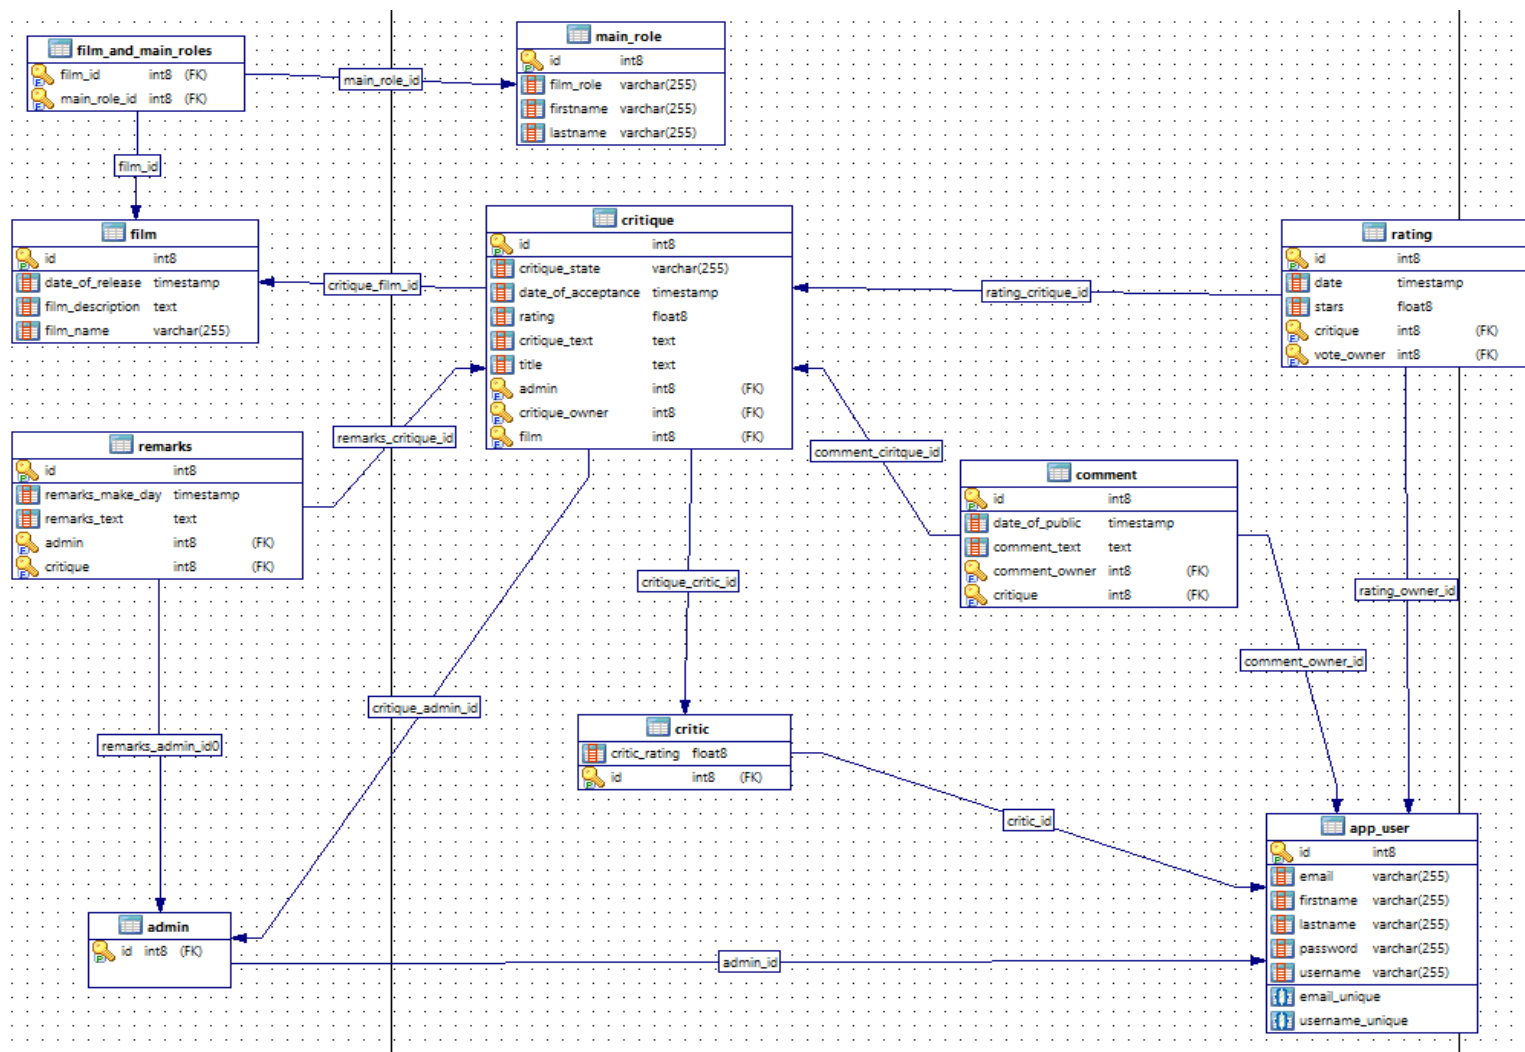 film_and_main_roles
film_id int8 (FK)
main_role_id int8 (FK)
main_role_id
main_role
id int8
film_role varchar(255)
firstname varchar(255)
lastname varchar(255)
film_id
film
id int8
date_of_release timestamp
film_description text
film_name varchar(255)
critique_film_id
critique
id int8
critique_state varchar(255)
date_of_acceptance timestamp
rating float8
critique_text text
title text
admin int8 (FK)
critique_owner int8 (FK)
film int8 (FK)
rating_critique_id
rating
id int8
date timestamp
stars float8
critique int8 (FK)
vote_owner int8 (FK)
remarks
id int8
remarks_make_day timestamp
remarks_text text
admin int8 (FK)
critique int8 (FK)
remarks_critique_id
comment_ciritque_id
comment
id int8
date_of_public timestamp
comment_text text
comment_owner int8 (FK)
critique int8 (FK)
critique_critic_id
rating_owner_id
comment_owner_id
critique_admin_id
remarks_admin_id0
critic
critic_rating float8
id int8 (FK)
critic_id
app_user
id int8
email varchar(255)
firstname varchar(255)
lastname varchar(255)
password varchar(255)
username varchar(255)
email_unique
username_unique
admin
id int8 (FK)
admin_id